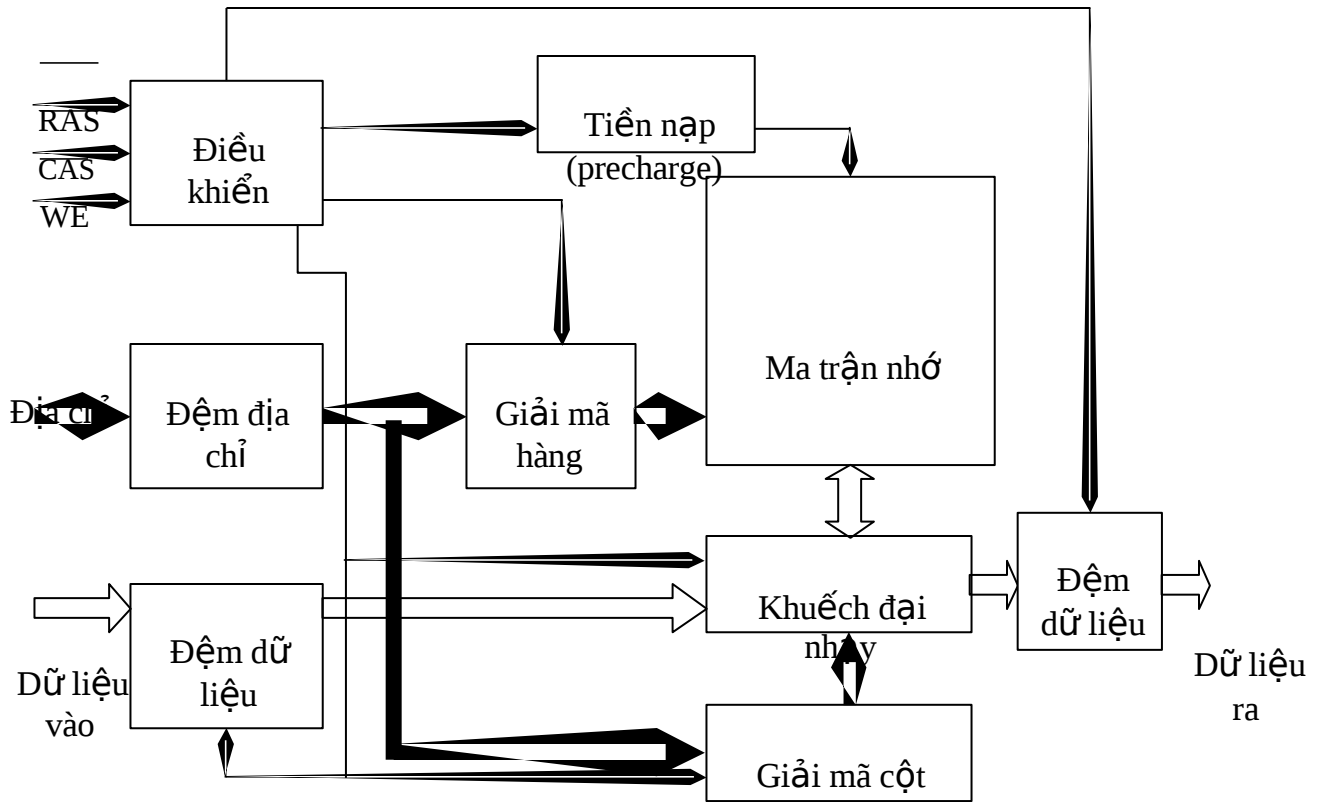 Tiền nạp
(precharge)
RAS
CAS
WE
Điều
khiển
Ma trận nhớ
Địa chỉ
Đệm địa
chỉ
Giải mã
hàng
Khuếch đại
nhạy
Đệm
dữ liệu
Dữ liệu
vào
Đệm dữ
liệu
Dữ liệu
ra
Giải mã cột